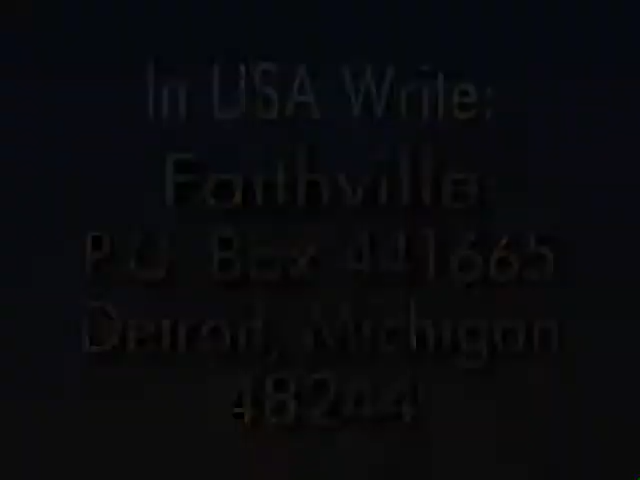 In USA Write:
Faithville
P.O. Box 441665
Detroit, Michigan
48244